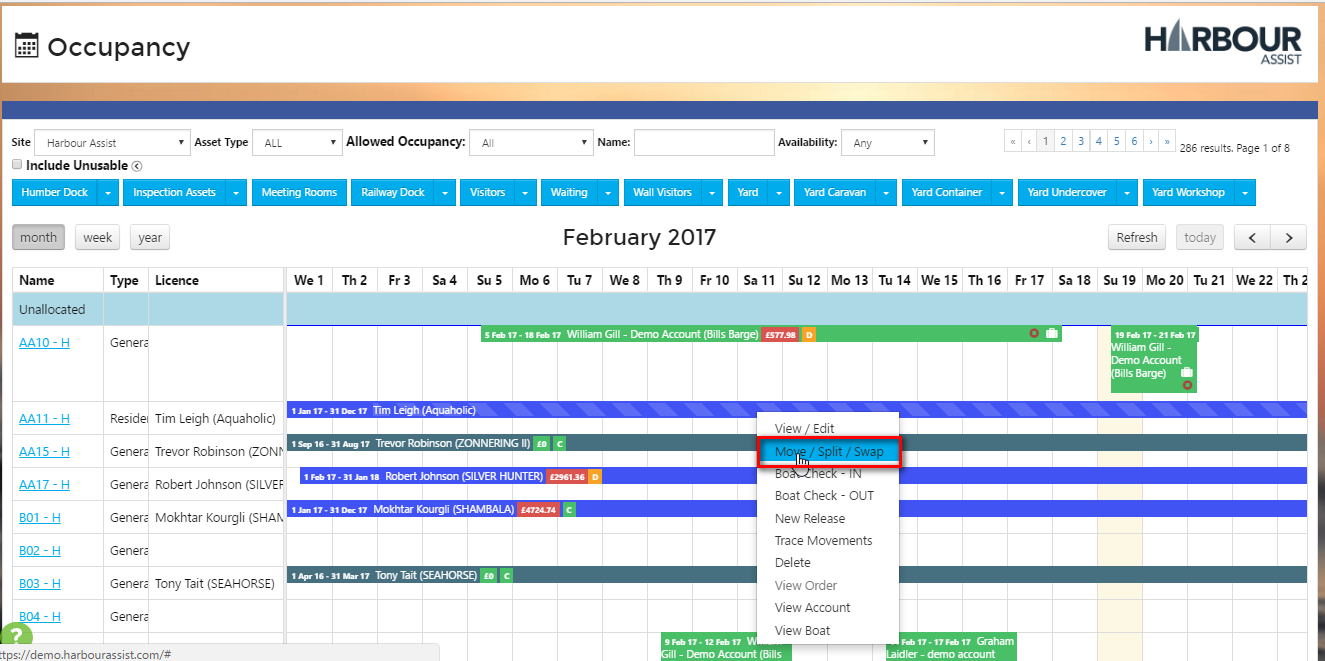 Occupancy
HARBOUR
ASSIST
Site Harbour Assist Asset Type ALL Allowed Occupancy: All Name: Availability: Any « ‹ 1 2 3 4 5 6 › » 286 results. Page 1 of 8
Include Unusable
Humber Dock Inspection Assets Meeting Rooms Railway Dock Visitors Waiting Wall Visitors Yard Yard Caravan Yard Container Yard Undercover Yard Workshop
month week year February 2017 Refresh today < >
Name Type Licence We 1 Th 2 Fr 3 Sa 4 Su 5 Mo 6 Tu 7 We 8 Th 9 Fr 10 Sa 11 Su 12 Mo 13 Tu 14 We 15 Th 16 Fr 17 Sa 18 Su 19 Mo 20 Tu 21 We 22 Th 2
Unallocated
AA10 - H Genera 5 Feb 17 - 18 Feb 17 William Gill - Demo Account (Bills Barge) £577.98 D
19 Feb 17 - 21 Feb 17
William Gill -
Demo Account
(Bills Barge)
AA11 - H Resider Tim Leigh (Aquaholic) 1 Jan 17 - 31 Dec 17 Tim Leigh (Aquaholic)
AA15 - H Genera Trevor Robinson (ZONN 1 Sep 16 - 31 Aug 17 Trevor Robinson (ZONNERING II) £0 C
AA17 - H Genera Robert Johnson (SILVER 1 Feb 17 - 31 Jan 18 Robert Johnson (SILVER HUNTER) £2961.36 D
B01 - H Genera Mokhtar Kourgli (SHAM 1 Jan 17 - 31 Dec 17 Mokhtar Kourgli (SHAMBALA) £4724.74 C
B02 - H Genera
B03 - H Genera Tony Tait (SEAHORSE) 1 Apr 16 - 31 Mar 17 Tony Tait (SEAHORSE) £0 C
B04 - H Genera
View / Edit
Move / Split / Swap
Boat Check - IN
Boat Check - OUT
New Release
Trace Movements
Delete
View Order
View Account
View Boat
9 Feb 17 - 12 Feb 17 W
Gill - Demo Account (Bills
Feb 17 - 17 Feb 17 Graham
Laidler - demo account
?
ttps://demo.harbourassist.com/#